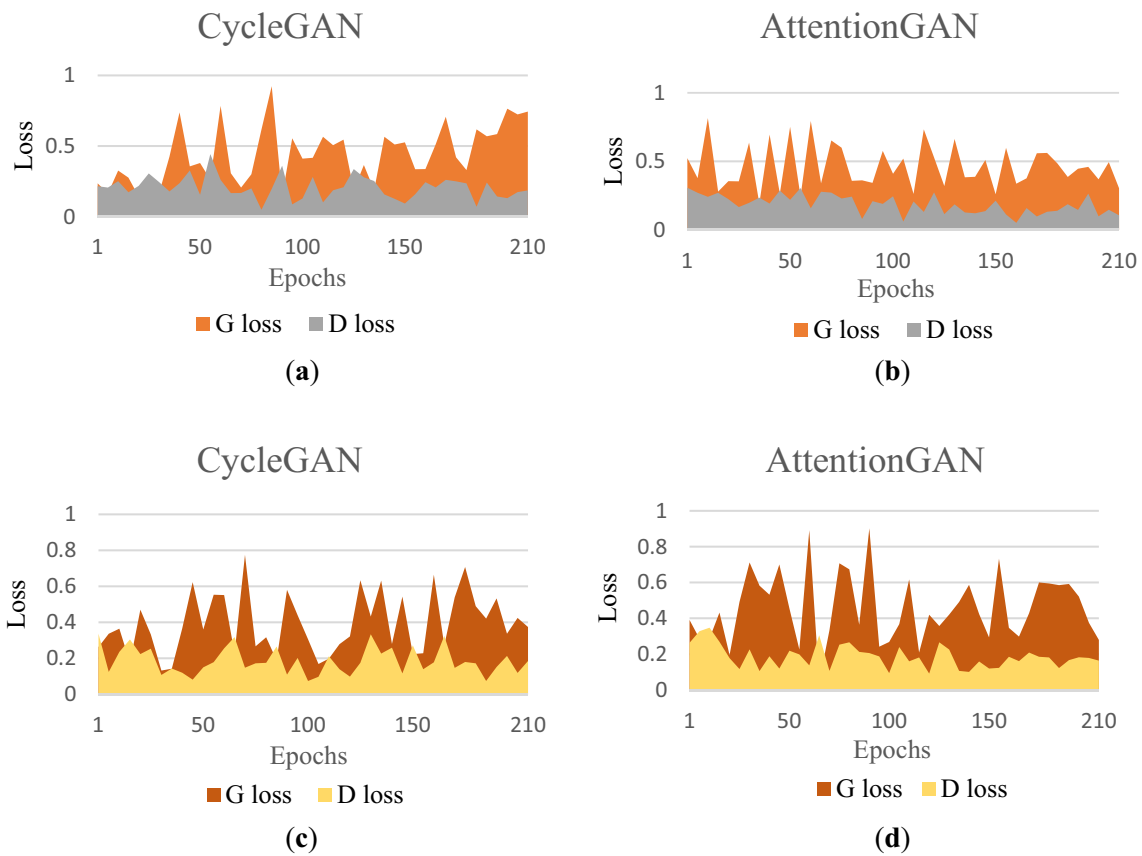 CycleGAN
1
0.5
0
Loss
1 50 100 150 210
Epochs
G loss D loss
(a)
AttentionGAN
1
0.5
0
Loss
1 50 100 150 210
Epochs
G loss D loss
(b)
CycleGAN
1
0.8
0.6
0.4
0.2
0
Loss
1 50 100 150 210
Epochs
G loss D loss
(c)
AttentionGAN
1
0.8
0.6
0.4
0.2
0
Loss
1 50 100 150 210
Epochs
G loss D loss
(d)